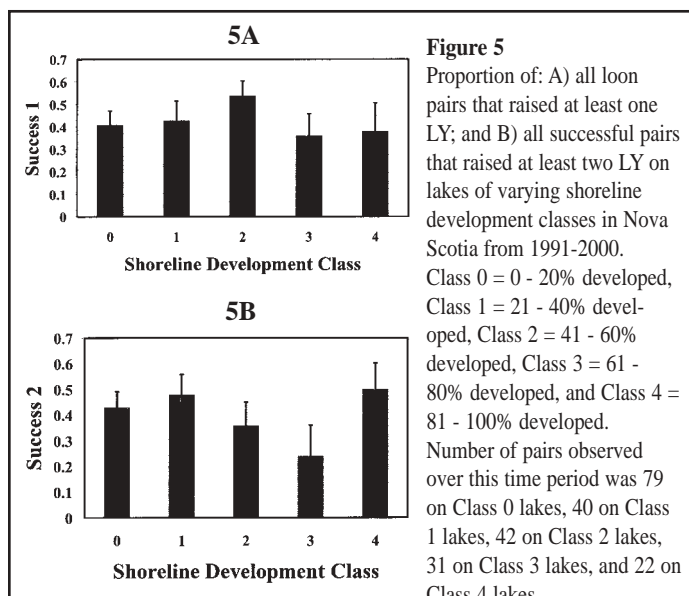 5A
0.7
0.6
0.5
0.4
0.3
0.2
0.1
0
Success 1
0 1 2 3 4
Shoreline Development Class
5B
0.7
0.6
0.5
0.4
0.3
0.2
0.1
0
Success 2
0 1 2 3 4
Shoreline Development Class
Figure 5
Proportion of: A) all loon
pairs that raised at least one
LY; and B) all successful pairs
that raised at least two LY on
lakes of varying shoreline
development classes in Nova
Scotia from 1991-2000.
Class 0 = 0 - 20% developed,
Class 1 = 21 - 40% devel-
oped, Class 2 = 41 - 60%
developed, Class 3 = 61 -
80% developed, and Class 4 =
81 - 100% developed.
Number of pairs observed
over this time period was 79
on Class 0 lakes, 40 on Class
1 lakes, 42 on Class 2 lakes,
31 on Class 3 lakes, and 22 on
Class 4 lakes